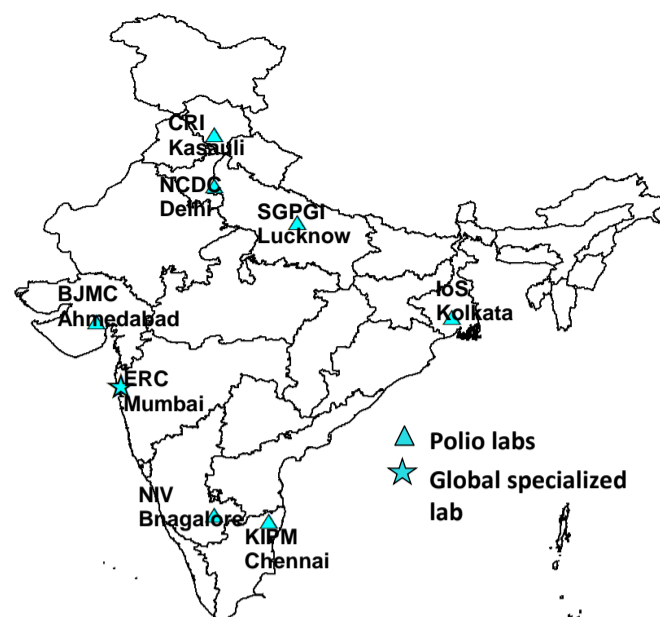 CRI
Kasauli
NCDC
Delhi
SGPGI
Lucknow
BJMC
Ahmedabad
IoS
Kolkata
ERC
Mumbai
Polio labs
Global specialized
lab
NIV
Bnagalore
KIPM
Chennai